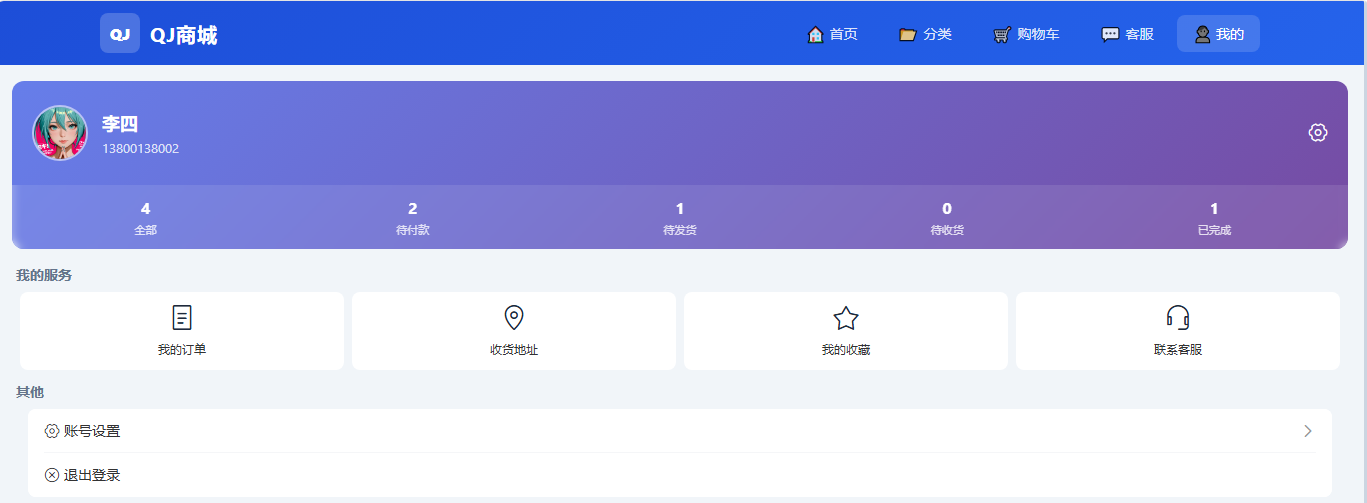 QJ QJ商城 首页 分类 购物车 客服 我的
李四
13800138002
4 2 1 0 1
全部 待付款 待发货 待收货 已完成
我的服务
我的订单 收货地址 我的收藏 联系客服
其他
账号设置
退出登录